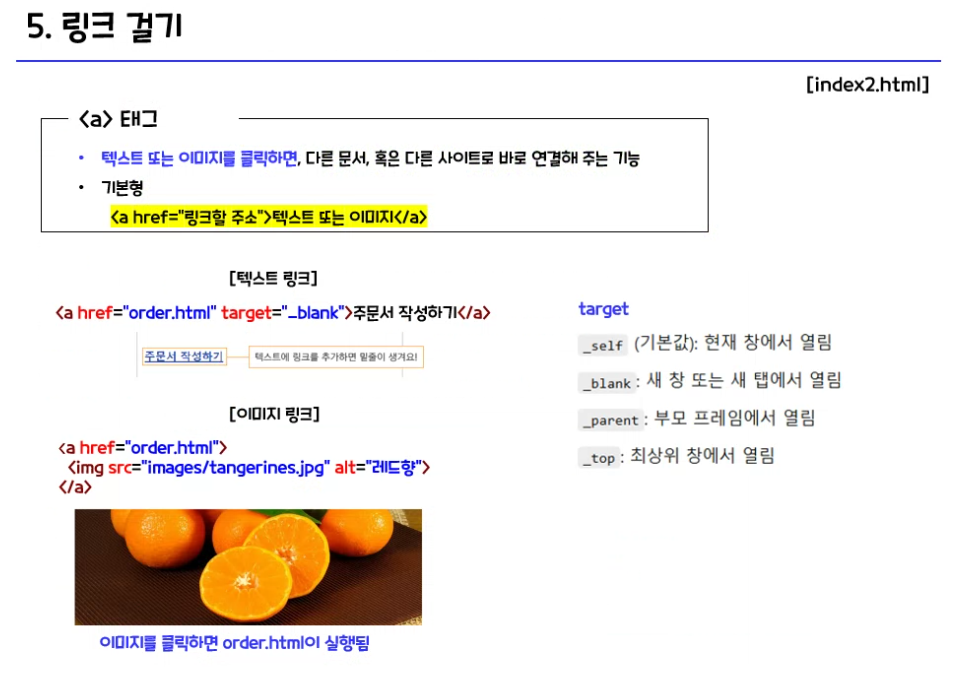 5. 링크 걸기
[index2.html]
<a> 태그
• 텍스트 또는 이미지를 클릭하면, 다른 문서, 혹은 다른 사이트로 바로 연결해 주는 기능
• 기본형
<a href="링크할 주소">텍스트 또는 이미지</a>
[텍스트 링크]
<a href="order.html" target="_blank">주문서 작성하기</a>
주문서 작성하기
텍스트에 링크를 추가하면 밑줄이 생겨요!
[이미지 링크]
<a href="order.html">
<img src="images/tangerines.jpg" alt="레드향">
</a>
이미지를 클릭하면 order.html이 실행됨
target
_self (기본값): 현재 창에서 열림
_blank : 새 창 또는 새 탭에서 열림
_parent : 부모 프레임에서 열림
_top : 최상위 창에서 열림